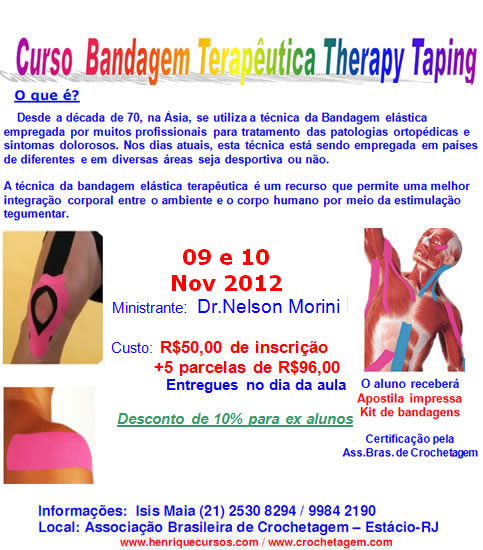 Curso Bandagem Terapêutica Therapy Taping
O que é?
Desde a década de 70, na Ásia, se utiliza a técnica da Bandagem elástica
empregada por muitos profissionais para tratamento das patologias ortopédicas e
sintomas dolorosos. Nos dias atuais, esta técnica está sendo empregada em países
de diferentes e em diversas áreas seja desportiva ou não.
A técnica da bandagem elástica terapêutica é um recurso que permite uma melhor
integração corporal entre o ambiente e o corpo humano por meio da estimulação
tegumentar.
09 e 10
Nov 2012
Ministrante: Dr.Nelson Morini
Custo: R$50,00 de inscrição
+5 parcelas de R$96,00
Entregues no dia da aula
Desconto de 10% para ex alunos
O aluno receberá
Apostila impressa
Kit de bandagens
Certificação pela
Ass.Bras. de Crochetagem
Informações: Isis Maia (21) 2530 8294 / 9984 2190
Local: Associação Brasileira de Crochetagem – Estácio-RJ
www.henriquecursos.com / www.crochetagem.com